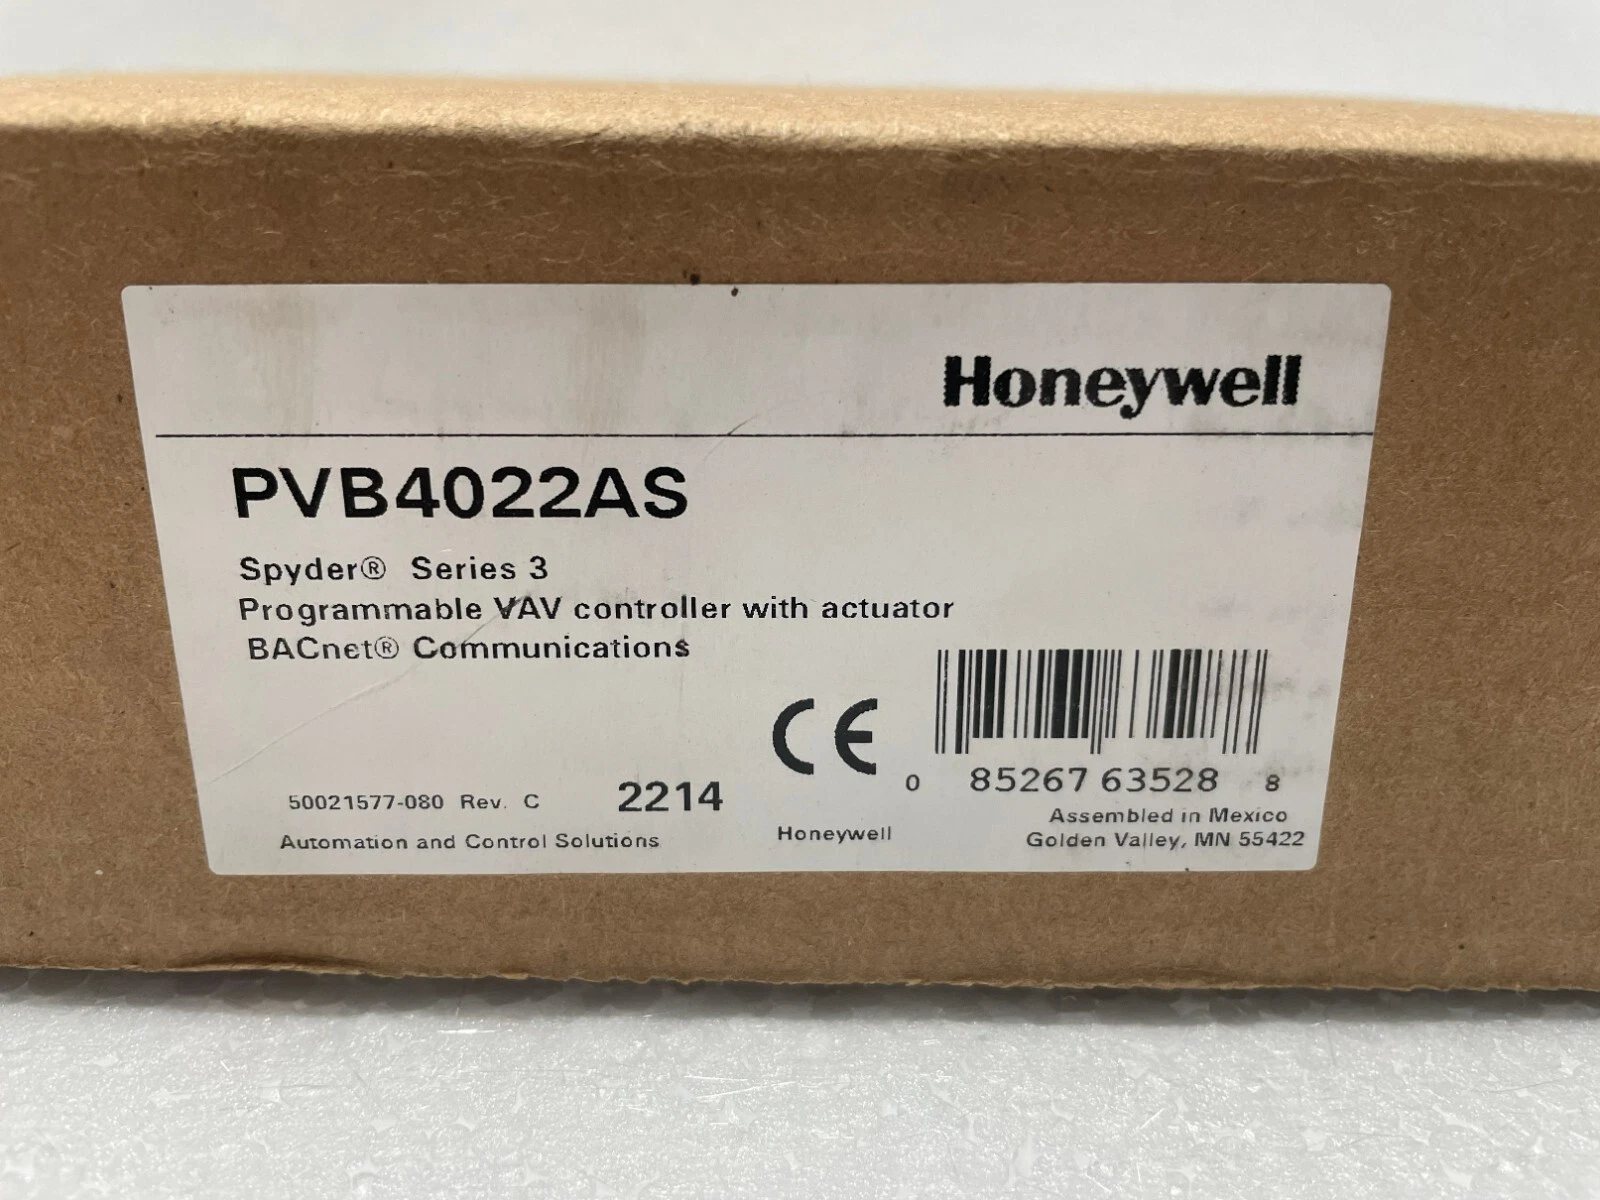 Honeywell
PVB4022AS
Spyder® Series 3
Programmable VAV controller with actuator
BACnet® Communications
CE
0 85267 63528 8
50021577-080 Rev. C 2214
Assembled in Mexico
Automation and Control Solutions Honeywell Golden Valley, MN 55422